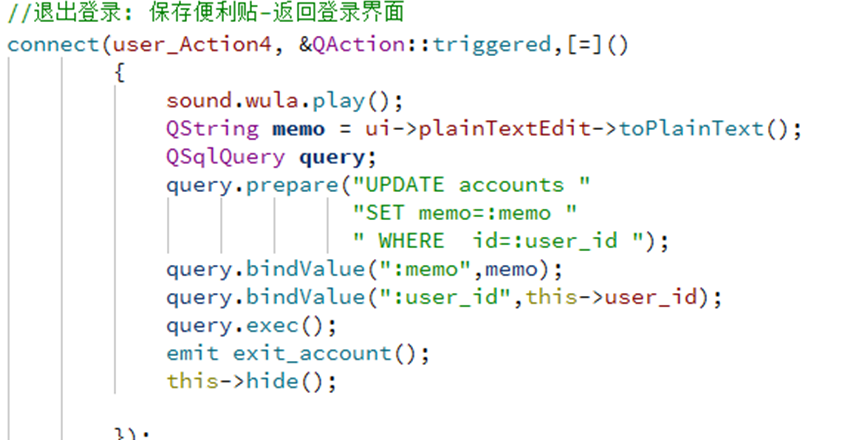 //退出登录: 保存便利贴-返回登录界面
connect(user_Action4, &QAction::triggered,[=]()
{
sound.wula.play();
QString memo = ui->plainTextEdit->toPlainText();
QSqlQuery query;
query.prepare("UPDATE accounts "
"SET memo=:memo "
" WHERE  id=:user_id ");
query.bindValue(":memo",memo);
query.bindValue(":user_id",this->user_id);
query.exec();
emit exit_account();
this->hide();
});